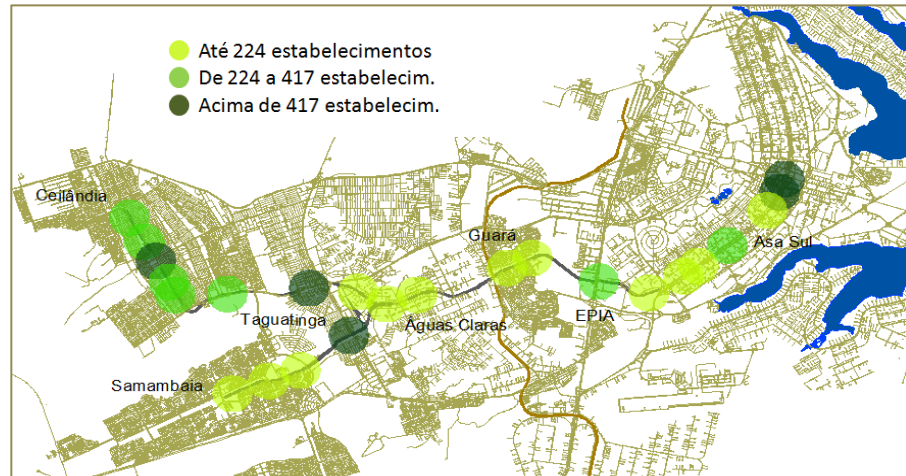 Até 224 estabelecimentos
De 224 a 417 estabelecim.
Acima de 417 estabelecim.
Ceilândia
Guará
Asa Sul
Taguatinga
Águas Claras
EPIA
Samambaia